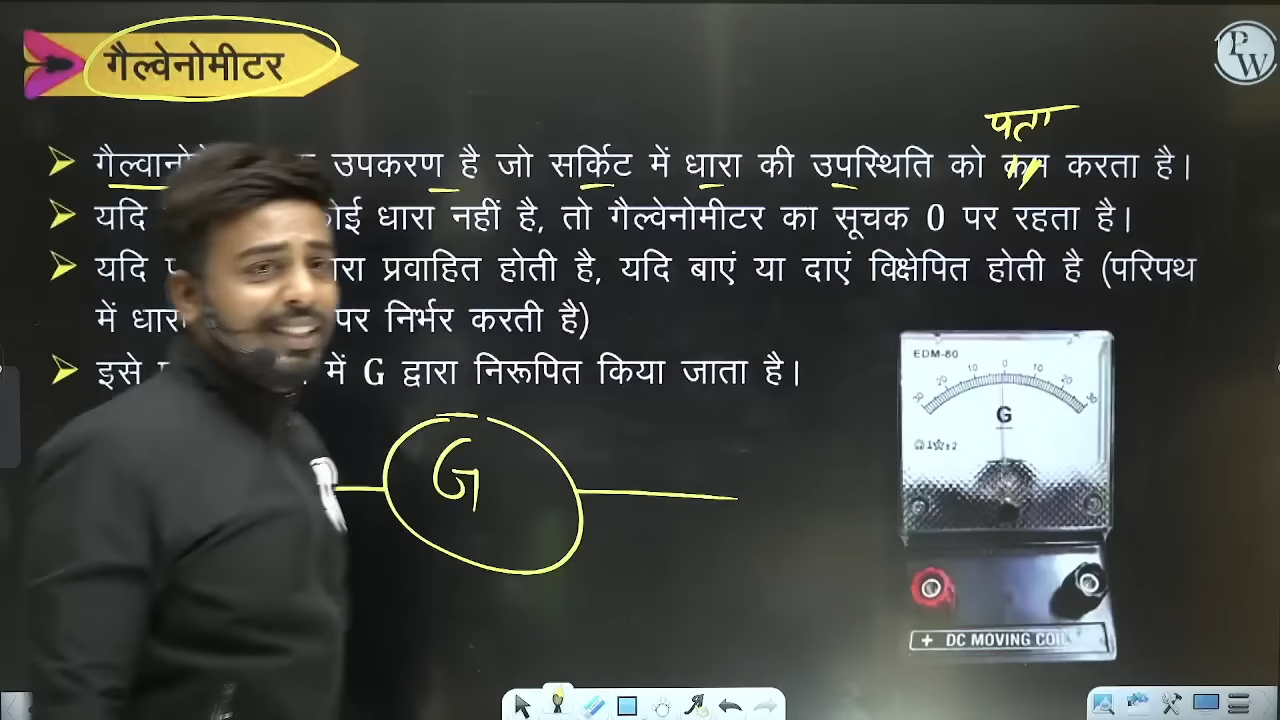 गैल्वेनोमीटर
PW
पता
उपकरण है जो सर्किट में धारा की उपस्थिति को करता है।
यदि कोई धारा नहीं है, तो गैल्वेनोमीटर का सूचक 0 पर रहता है।
यदि प्रवाहित होती है, यदि बाएं या दाएं विक्षेपित होती है (परिपथ
में पर निर्भर करती है)
इसे में G द्वारा निरूपित किया जाता है।
EDM-80
30 20 10 0 10 20 30
G
G
+ DC MOVING COIL